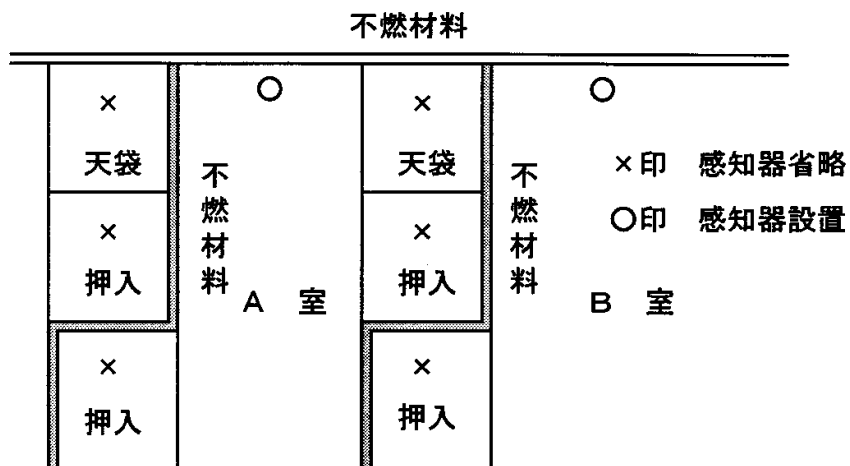 不燃材料
×
天袋
×
押入
×
押入
不燃材料
A 室
×
天袋
×
押入
×
押入
不燃材料
B 室
×印 感知器省略
○印 感知器設置